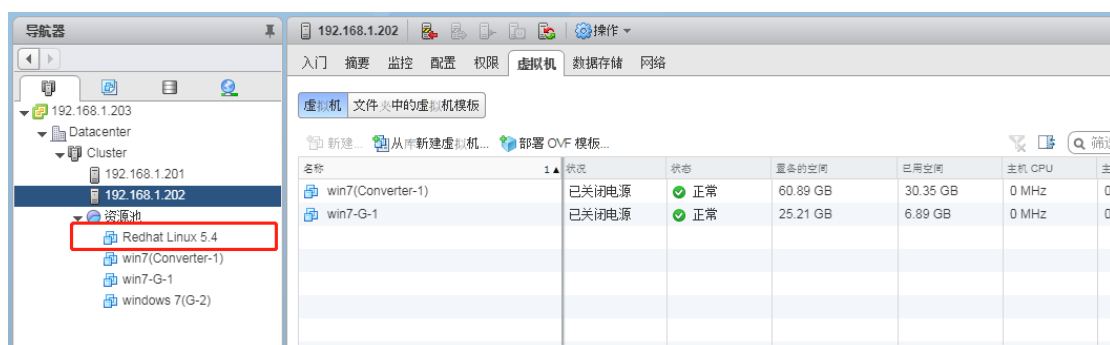 导航器
192.168.1.202 操作
入门 摘要 监控 配置 权限 虚拟机 数据存储 网络
192.168.1.203
Datacenter
Cluster
192.168.1.201
192.168.1.202
资源池
Redhat Linux 5.4
win7(Converter-1)
win7-G-1
windows 7(G-2)
虚拟机 文件夹中的虚拟机模板
新建... 从库新建虚拟机... 部署 OVF 模板... 筛选
名称 1 状况 状态 置备的空间 已用空间 主机 CPU 主
win7(Converter-1) 已关闭电源 正常 60.89 GB 30.35 GB 0 MHz 0
win7-G-1 已关闭电源 正常 25.21 GB 6.89 GB 0 MHz 0